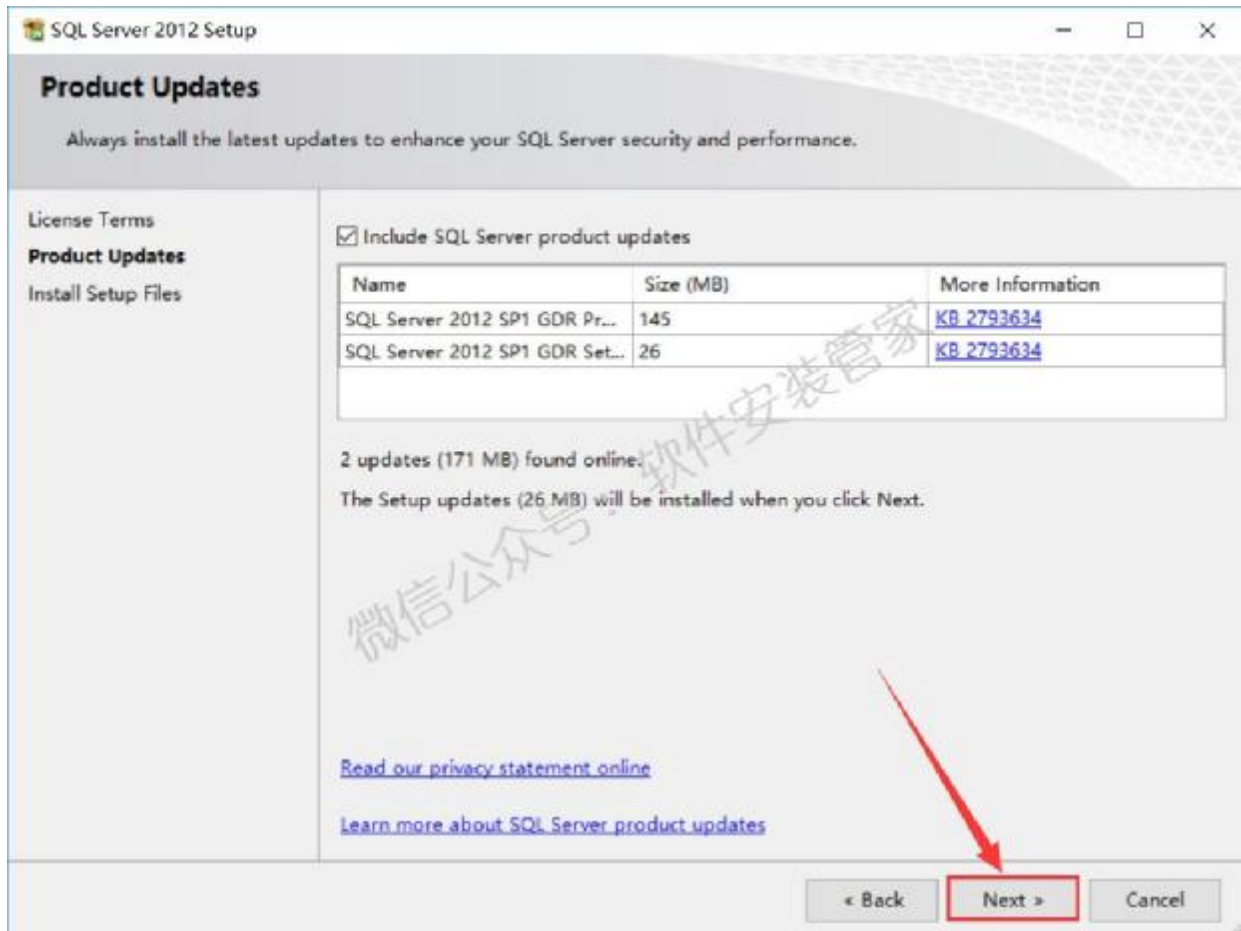 SQL Server 2012 Setup
Product Updates
Always install the latest updates to enhance your SQL Server security and performance.
License Terms
Product Updates
Install Setup Files
Include SQL Server product updates
Name Size (MB) More Information
SQL Server 2012 SP1 GDR Pr... 145 KB 2793634
SQL Server 2012 SP1 GDR Set... 26 KB 2793634
2 updates (171 MB) found online.
The Setup updates (26 MB) will be installed when you click Next.
微信公众号：软件安装管家
Read our privacy statement online
Learn more about SQL Server product updates
« Back Next » Cancel